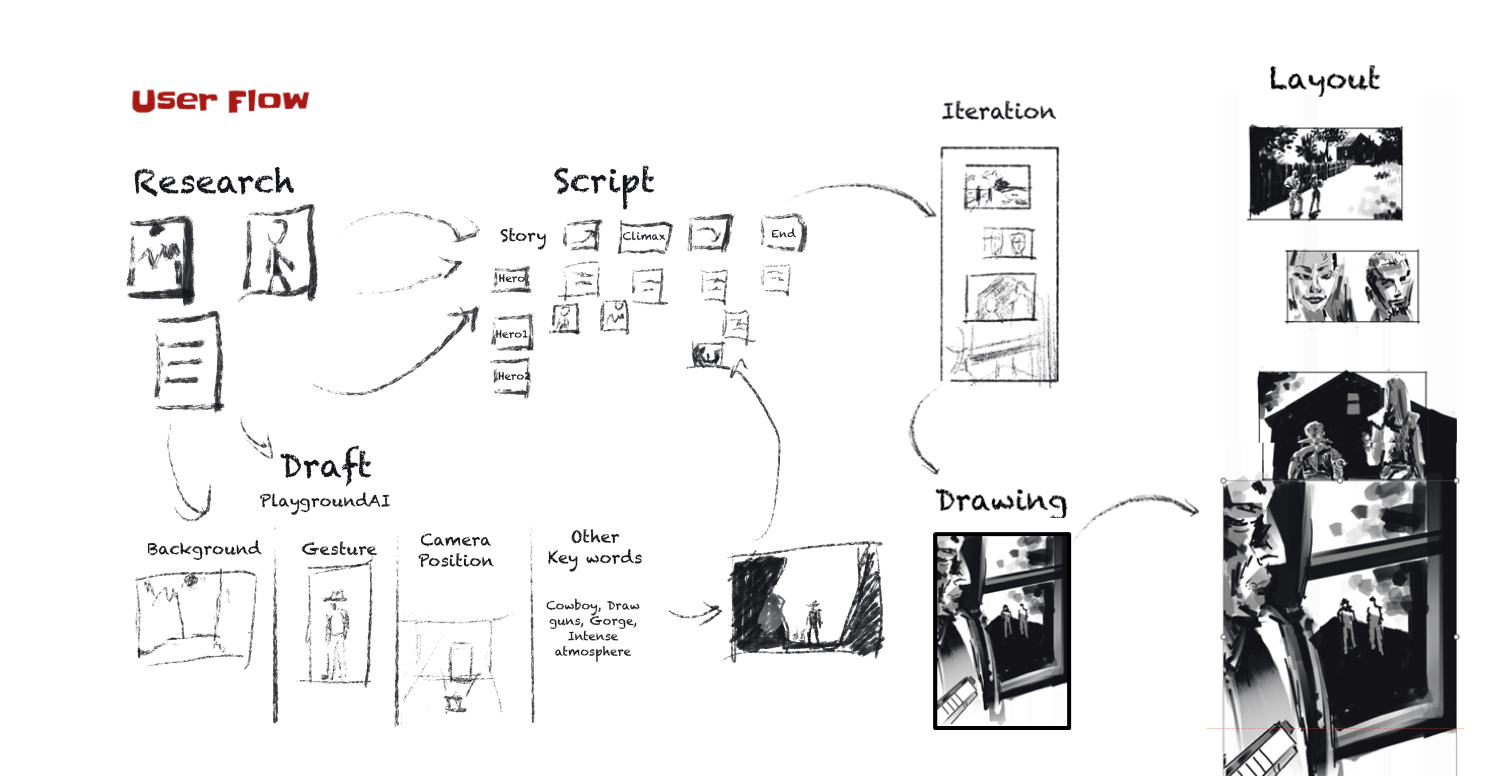 User Flow
Research
Script
Story
Climax
End
Hero
Hero1
Hero2
Draft
PlaygroundAI
Background
Gesture
Camera
Position
Other
Key words
Cowboy, Draw
guns, Gorge,
Intense
atmosphere
Iteration
Drawing
Layout